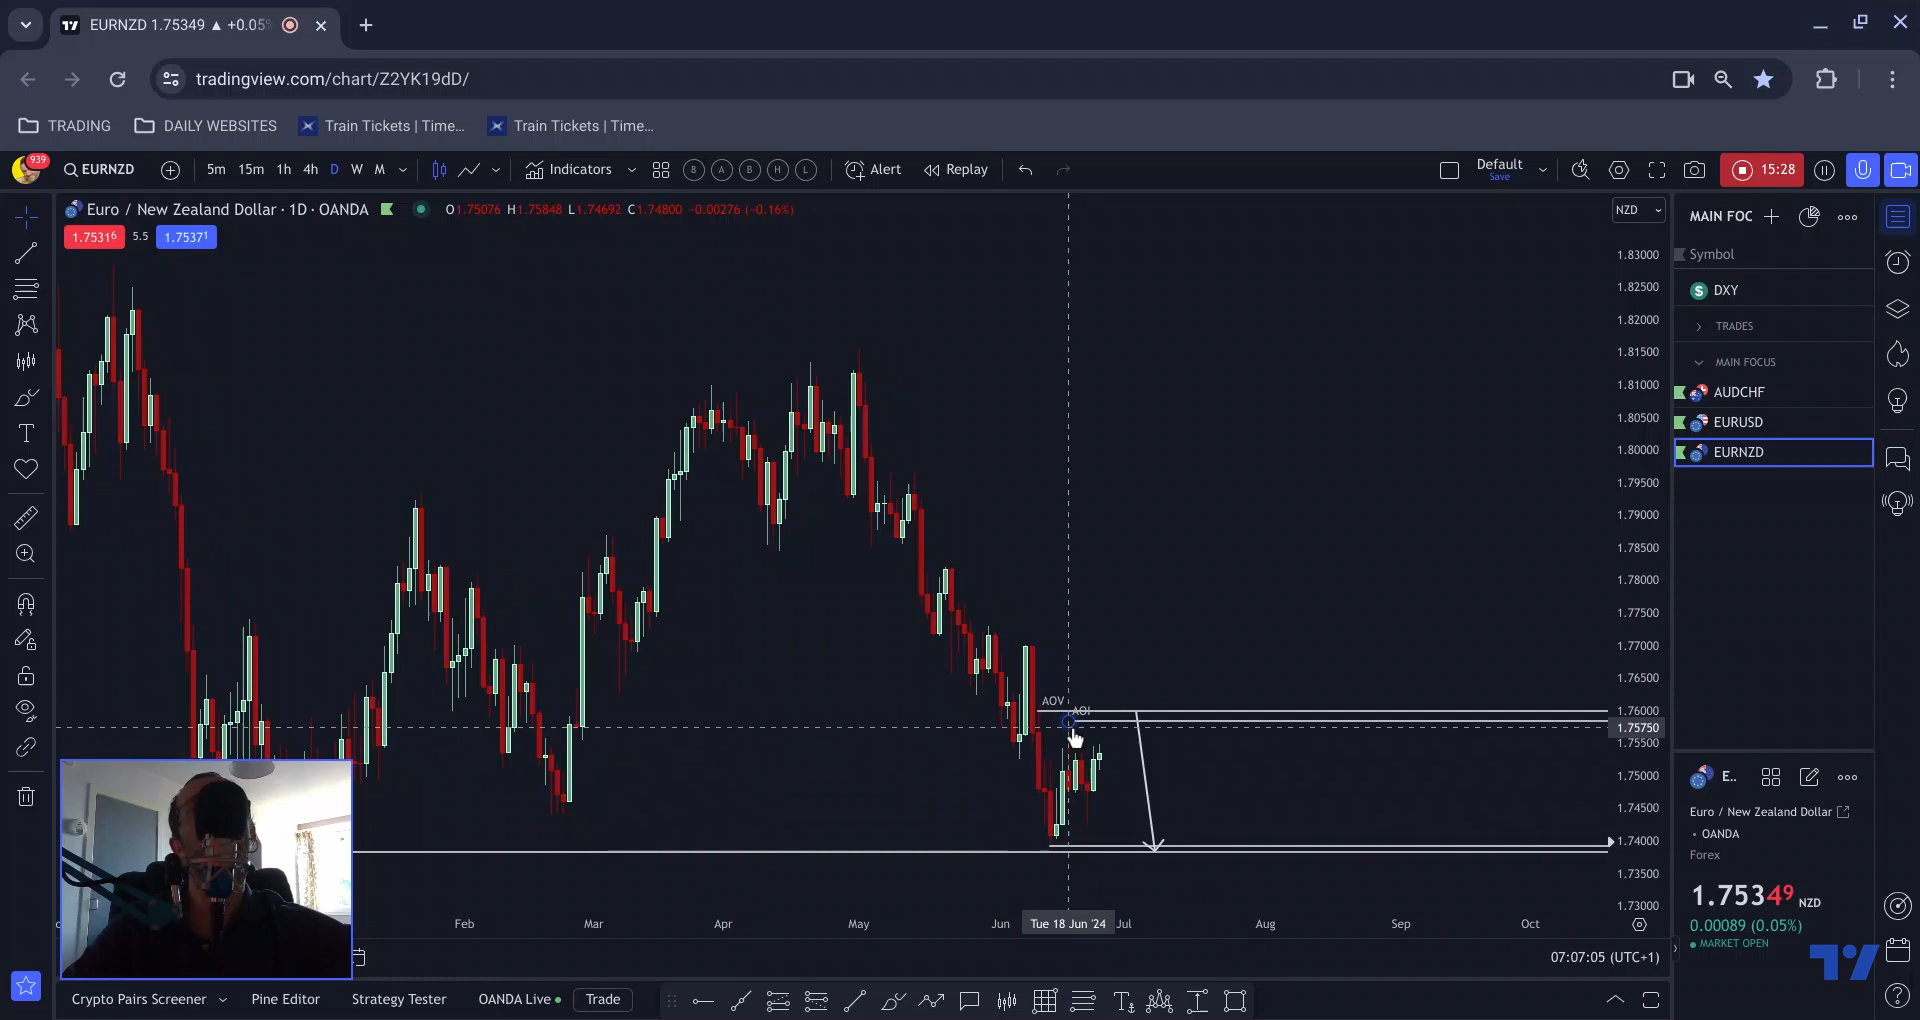 EURNZD 1.75349 ▲ +0.05%
tradingview.com/chart/Z2YK19dD/
TRADING
DAILY WEBSITES
Train Tickets | Time...
Train Tickets | Time...
939
EURNZD
5m 15m 1h 4h D W M
Indicators
8 A B H L
Alert
Replay
Default
Save
15:28
Euro / New Zealand Dollar · 1D · OANDA
O1.75076 H1.75848 L1.74692 C1.74800 −0.00276 (−0.16%)
1.75316
5.5
1.75371
NZD
1.83000
1.82500
1.82000
1.81500
1.81000
1.80500
1.80000
1.79500
1.79000
1.78500
1.78000
1.77500
1.77000
1.76500
1.76000
1.75750
1.75500
1.75000
1.74500
1.74000
1.73500
1.73000
AOV
AOI
Feb Mar Apr May Jun Tue 18 Jun '24 Jul Aug Sep Oct
07:07:05 (UTC+1)
MAIN FOC
Symbol
DXY
TRADES
MAIN FOCUS
AUDCHF
EURUSD
EURNZD
E..
Euro / New Zealand Dollar
• OANDA
Forex
1.75349 NZD
0.00089 (0.05%)
MARKET OPEN
Crypto Pairs Screener
Pine Editor
Strategy Tester
OANDA Live
Trade